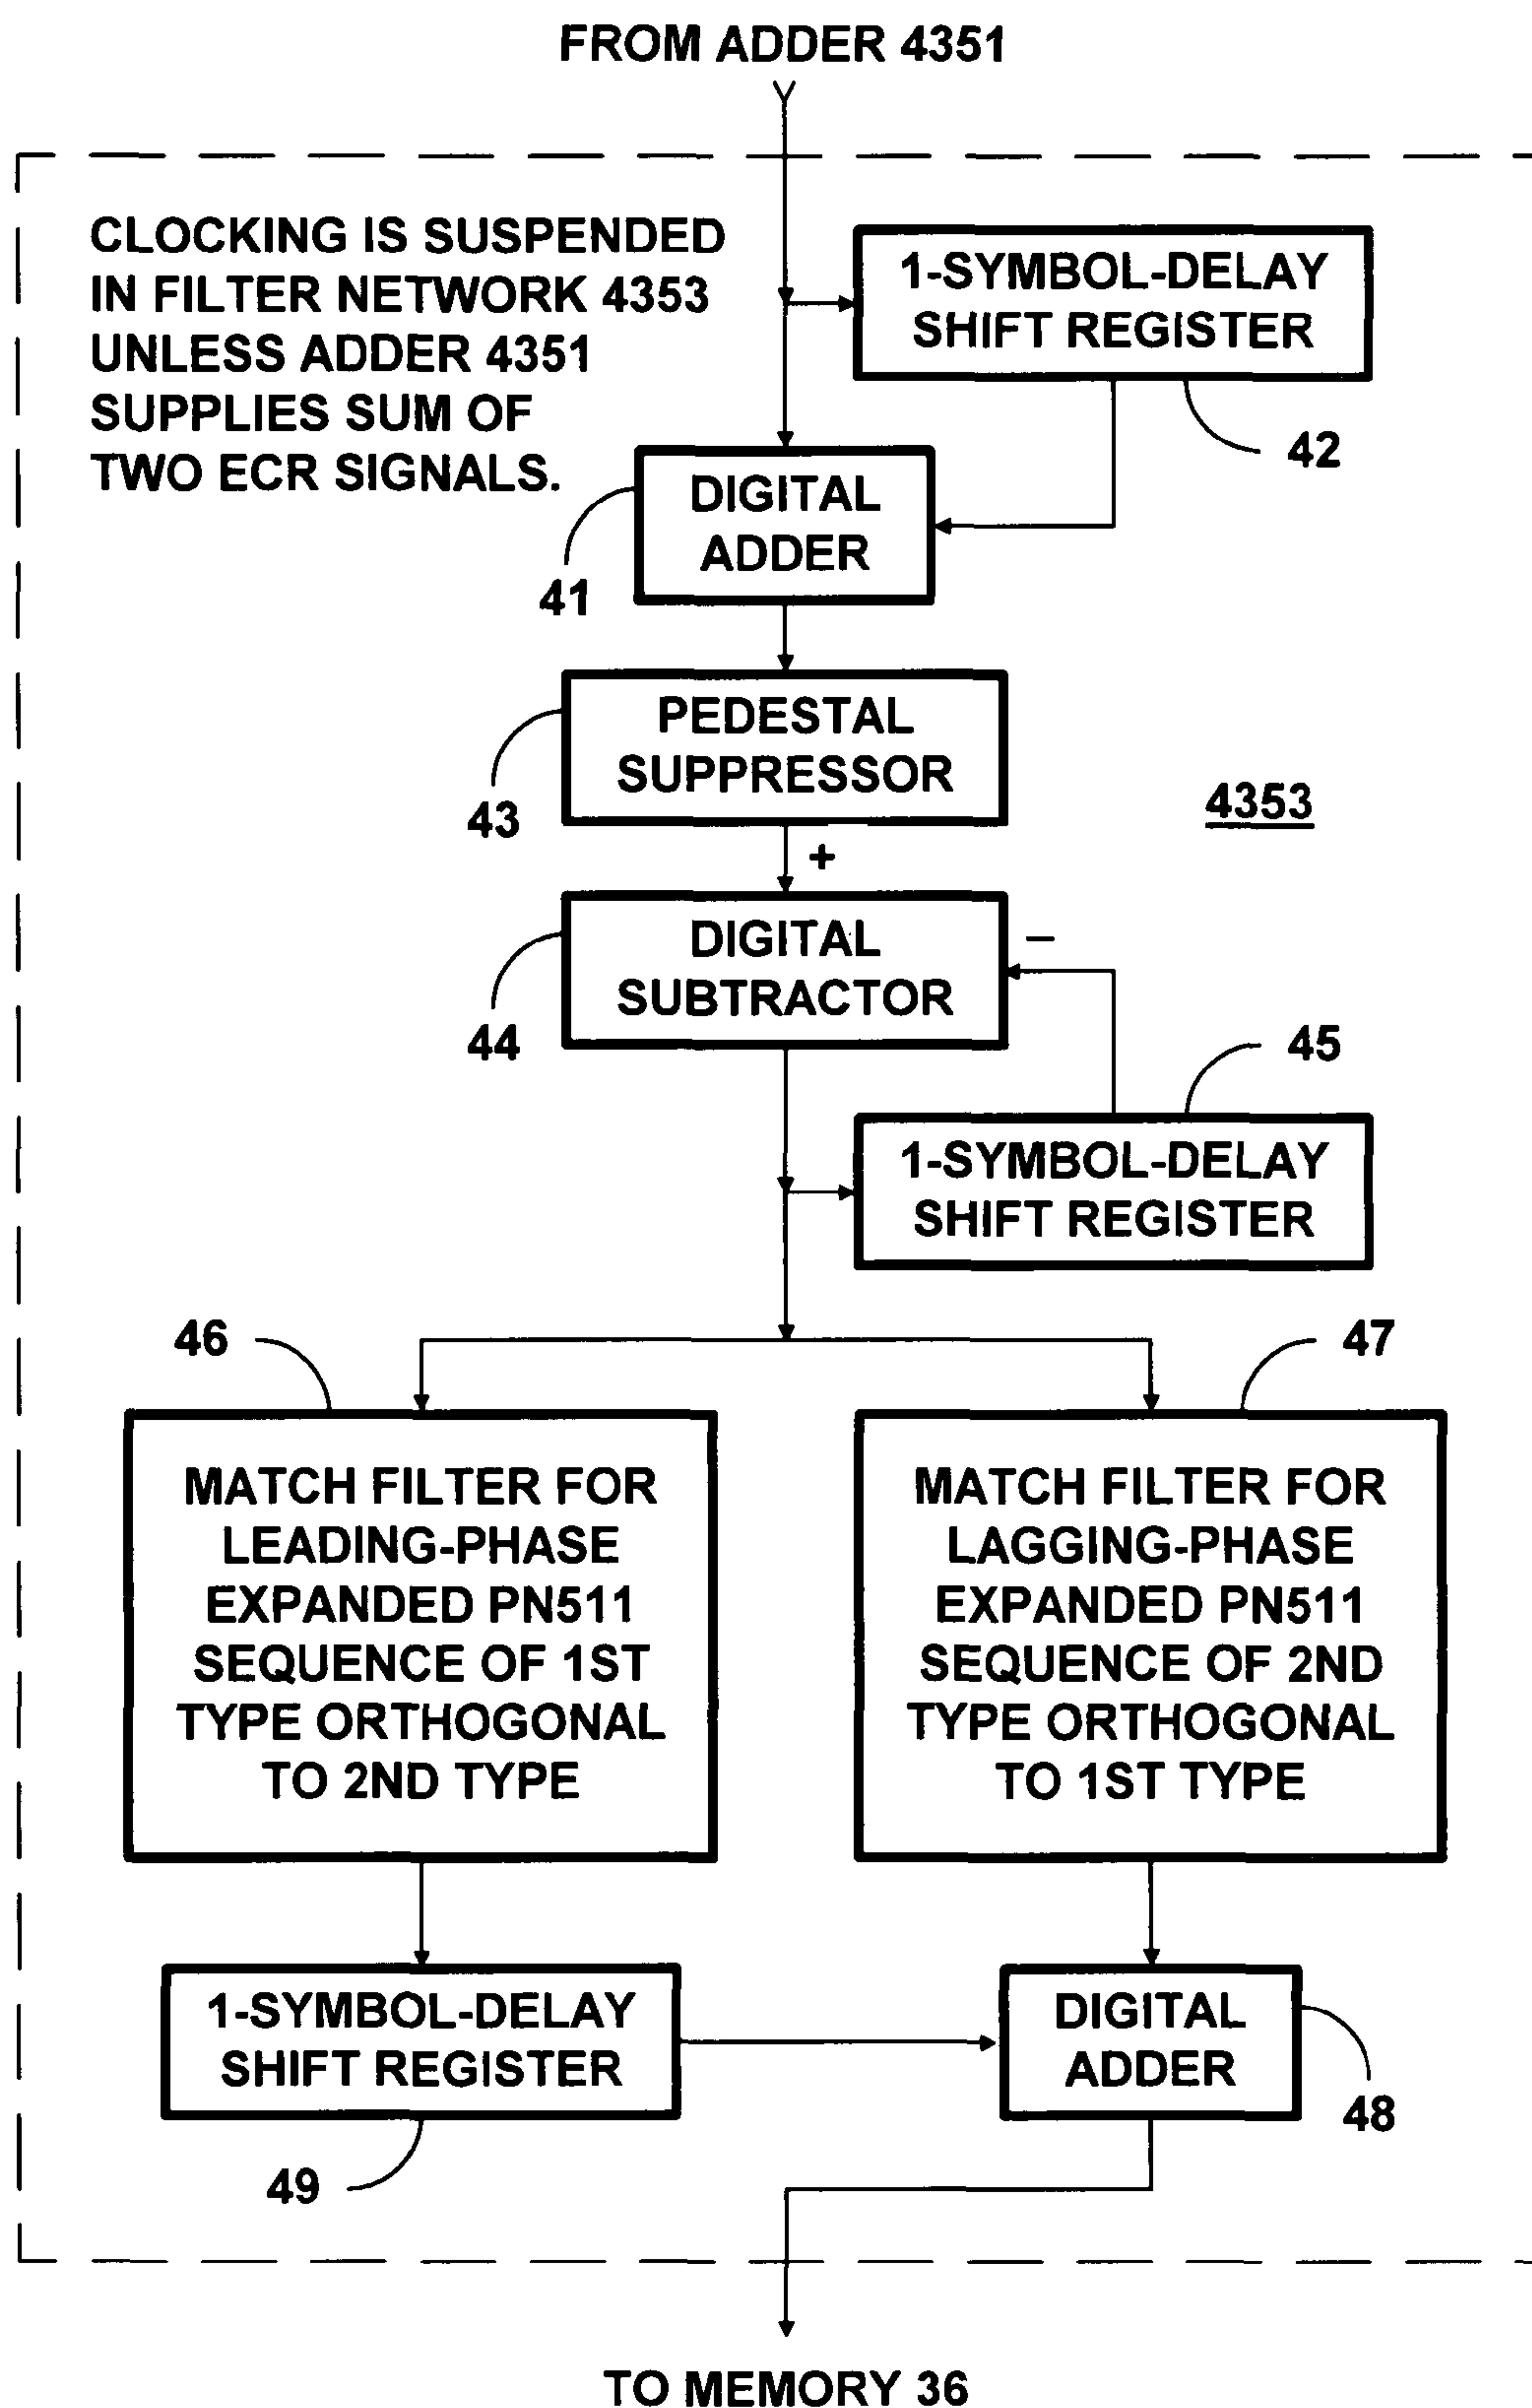 FROM ADDER 4351
CLOCKING IS SUSPENDED
IN FILTER NETWORK 4353
UNLESS ADDER 4351
SUPPLIES SUM OF
TWO ECR SIGNALS.
1-SYMBOL-DELAY
SHIFT REGISTER
42
DIGITAL
ADDER
41
PEDESTAL
SUPPRESSOR
43
4353
+
DIGITAL
SUBTRACTOR
−
44
45
1-SYMBOL-DELAY
SHIFT REGISTER
46
47
MATCH FILTER FOR
LEADING-PHASE
EXPANDED PN511
SEQUENCE OF 1ST
TYPE ORTHOGONAL
TO 2ND TYPE
MATCH FILTER FOR
LAGGING-PHASE
EXPANDED PN511
SEQUENCE OF 2ND
TYPE ORTHOGONAL
TO 1ST TYPE
1-SYMBOL-DELAY
SHIFT REGISTER
49
DIGITAL
ADDER
48
TO MEMORY 36